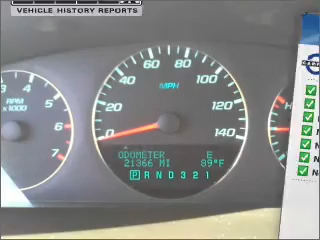 VEHICLE HISTORY REPORTS
3 4 5 6 7
RPM
x1000
0 20 40 60 80 100 120 140
MPH
ODOMETER E
21366 MI 89°F
P R N D 3 2 1
H